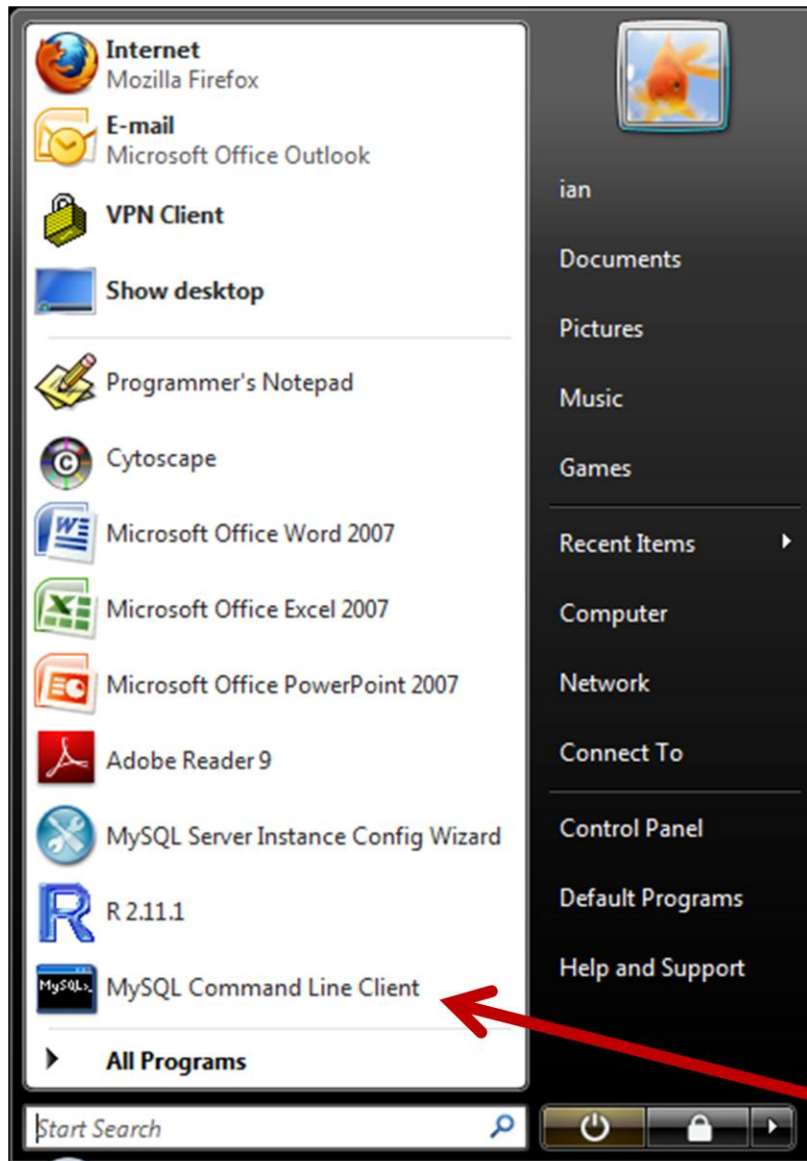 Internet
Mozilla Firefox
E-mail
Microsoft Office Outlook
VPN Client
Show desktop
Programmer's Notepad
Cytoscape
Microsoft Office Word 2007
Microsoft Office Excel 2007
Microsoft Office PowerPoint 2007
Adobe Reader 9
MySQL Server Instance Config Wizard
R 2.11.1
MySQL Command Line Client
All Programs
Start Search
ian
Documents
Pictures
Music
Games
Recent Items
Computer
Network
Connect To
Control Panel
Default Programs
Help and Support